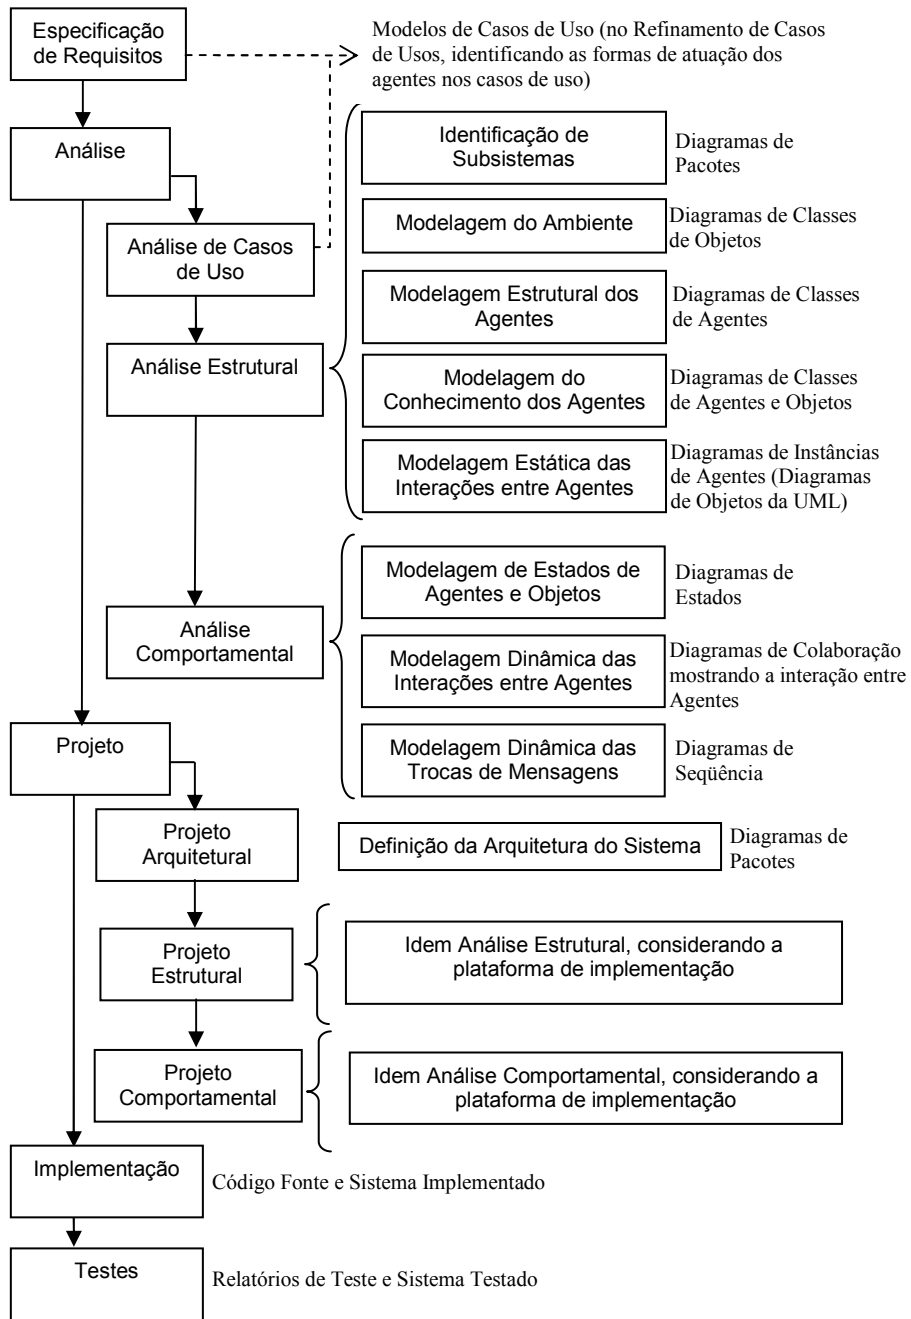 Especificação
de Requisitos
Modelos de Casos de Uso (no Refinamento de Casos
de Usos, identificando as formas de atuação dos
agentes nos casos de uso)
Análise
Identificação de
Subsistemas
Diagramas de
Pacotes
Análise de Casos
de Uso
Modelagem do Ambiente
Diagramas de Classes
de Objetos
Modelagem Estrutural dos
Agentes
Diagramas de Classes
de Agentes
Análise Estrutural
Modelagem do
Conhecimento dos Agentes
Diagramas de Classes
de Agentes e Objetos
Modelagem Estática das
Interações entre Agentes
Diagramas de Instâncias
de Agentes (Diagramas
de Objetos da UML)
Modelagem de Estados de
Agentes e Objetos
Diagramas de
Estados
Análise
Comportamental
Modelagem Dinâmica das
Interações entre Agentes
Diagramas de Colaboração
mostrando a interação entre
Agentes
Modelagem Dinâmica das
Trocas de Mensagens
Diagramas de
Seqüência
Projeto
Projeto
Arquitetural
Definição da Arquitetura do Sistema
Diagramas de
Pacotes
Projeto
Estrutural
Idem Análise Estrutural, considerando a
plataforma de implementação
Projeto
Comportamental
Idem Análise Comportamental, considerando a
plataforma de implementação
Implementação
Código Fonte e Sistema Implementado
Testes
Relatórios de Teste e Sistema Testado